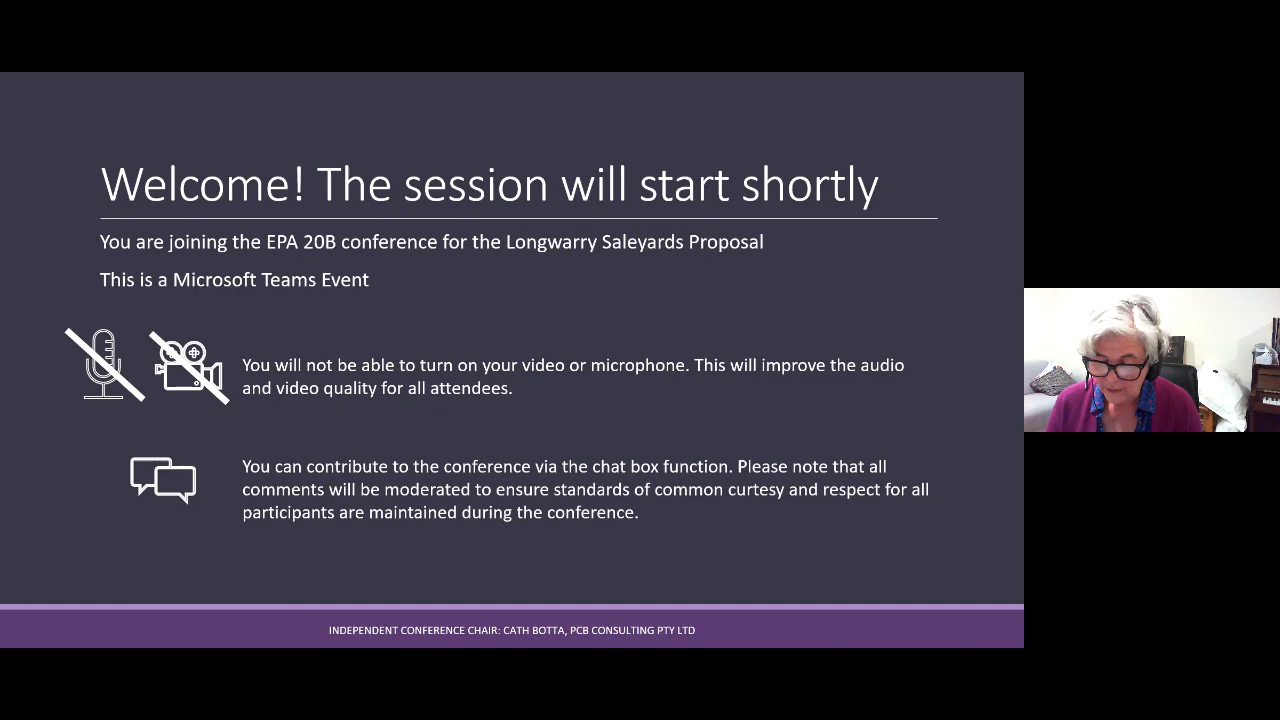 Welcome! The session will start shortly
You are joining the EPA 20B conference for the Longwarry Saleyards Proposal
This is a Microsoft Teams Event
You will not be able to turn on your video or microphone. This will improve the audio
and video quality for all attendees.
You can contribute to the conference via the chat box function. Please note that all
comments will be moderated to ensure standards of common curtesy and respect for all
participants are maintained during the conference.
INDEPENDENT CONFERENCE CHAIR: CATH BOTTA, PCB CONSULTING PTY LTD